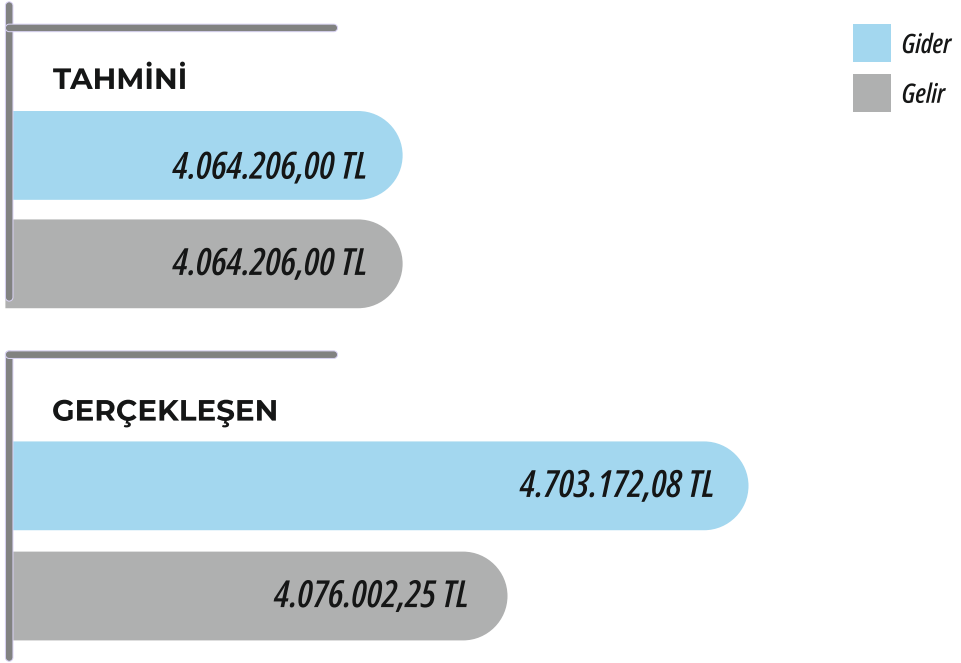 TAHMİNİ
Gider
Gelir
4.064.206,00 TL
4.064.206,00 TL
GERÇEKLEŞEN
4.703.172,08 TL
4.076.002,25 TL